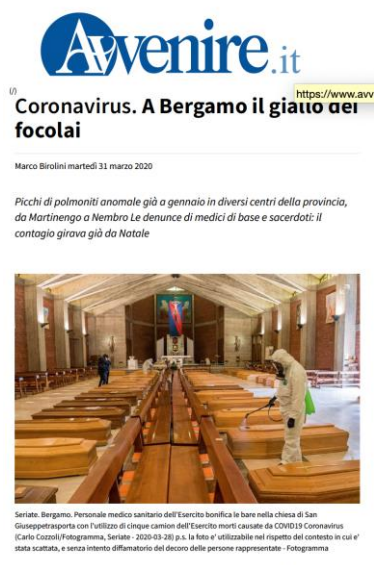 Avvenire.it
(/)
https://www.avv
Coronavirus. A Bergamo il giallo dei
focolai
Marco Birolini martedì 31 marzo 2020
Picchi di polmoniti anomale già a gennaio in diversi centri della provincia,
da Martinengo a Nembro Le denunce di medici di base e sacerdoti: il
contagio girava già da Natale
Seriate. Bergamo. Personale medico sanitario dell'Esercito bonifica le bare nella chiesa di San
Giuseppetrasporta con l'utilizzo di cinque camion dell'Esercito morti causate da COVID19 Coronavirus
(Carlo Cozzoli/Fotogramma, Seriate - 2020-03-28) p.s. la foto e' utilizzabile nel rispetto del contesto in cui e'
stata scattata, e senza intento diffamatorio del decoro delle persone rappresentate - Fotogramma